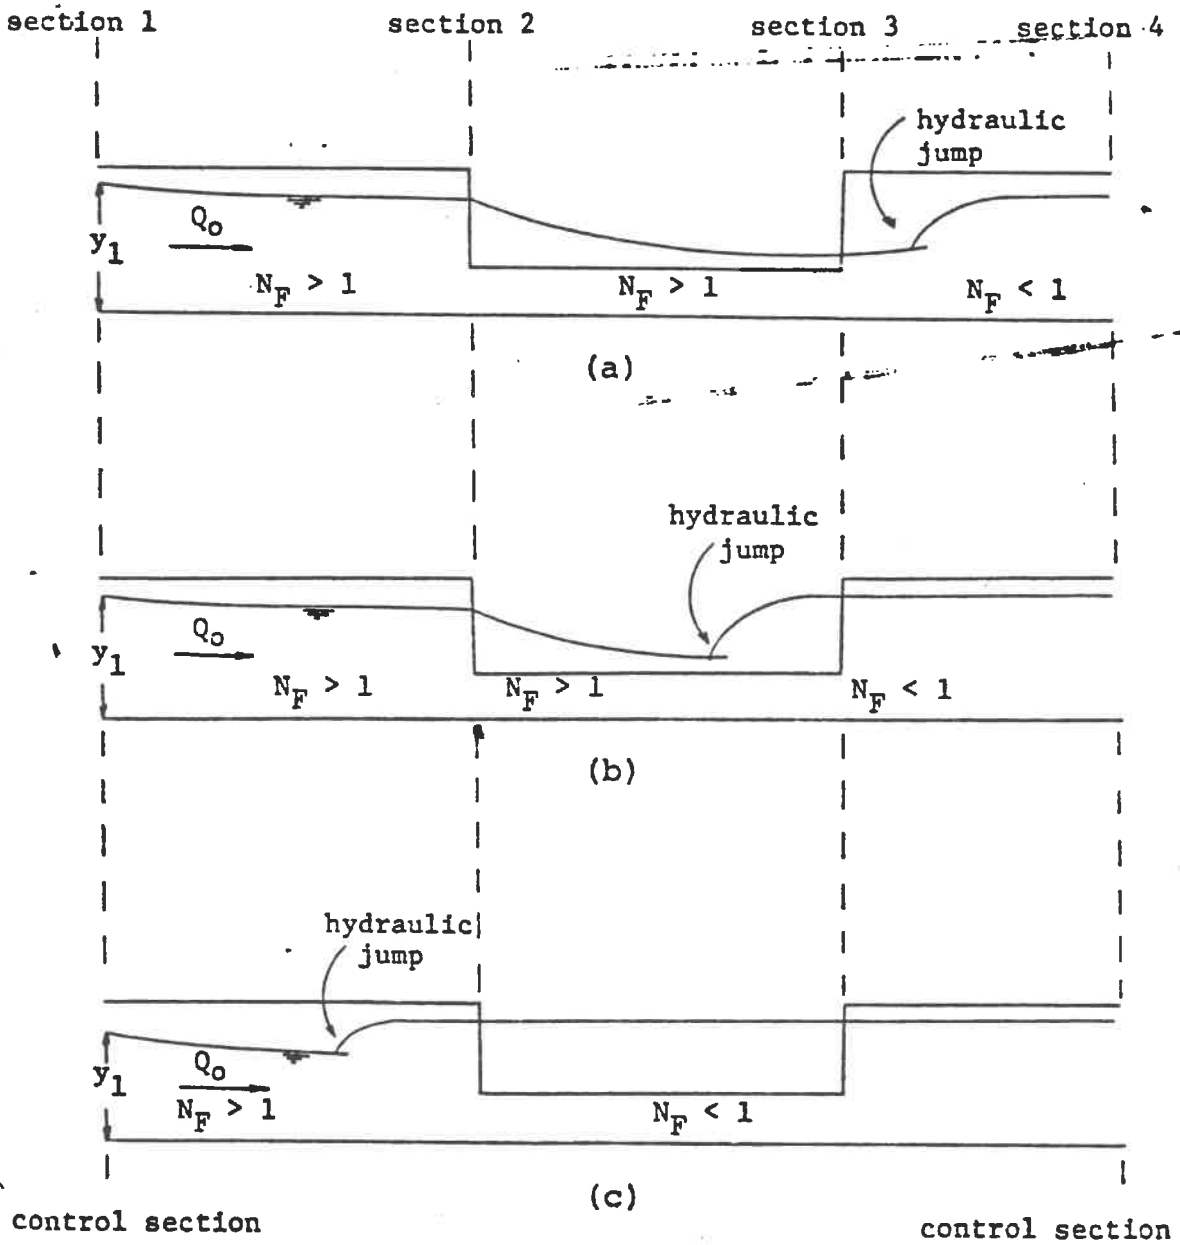 section 1 section 2 section 3 section 4
hydraulic
jump
y1
Qo
NF > 1 NF > 1 NF < 1
(a)
hydraulic
jump
Qo
y1
NF > 1 NF > 1 NF < 1
(b)
hydraulic
jump
Qo
y1
NF > 1 NF < 1
(c)
control section control section